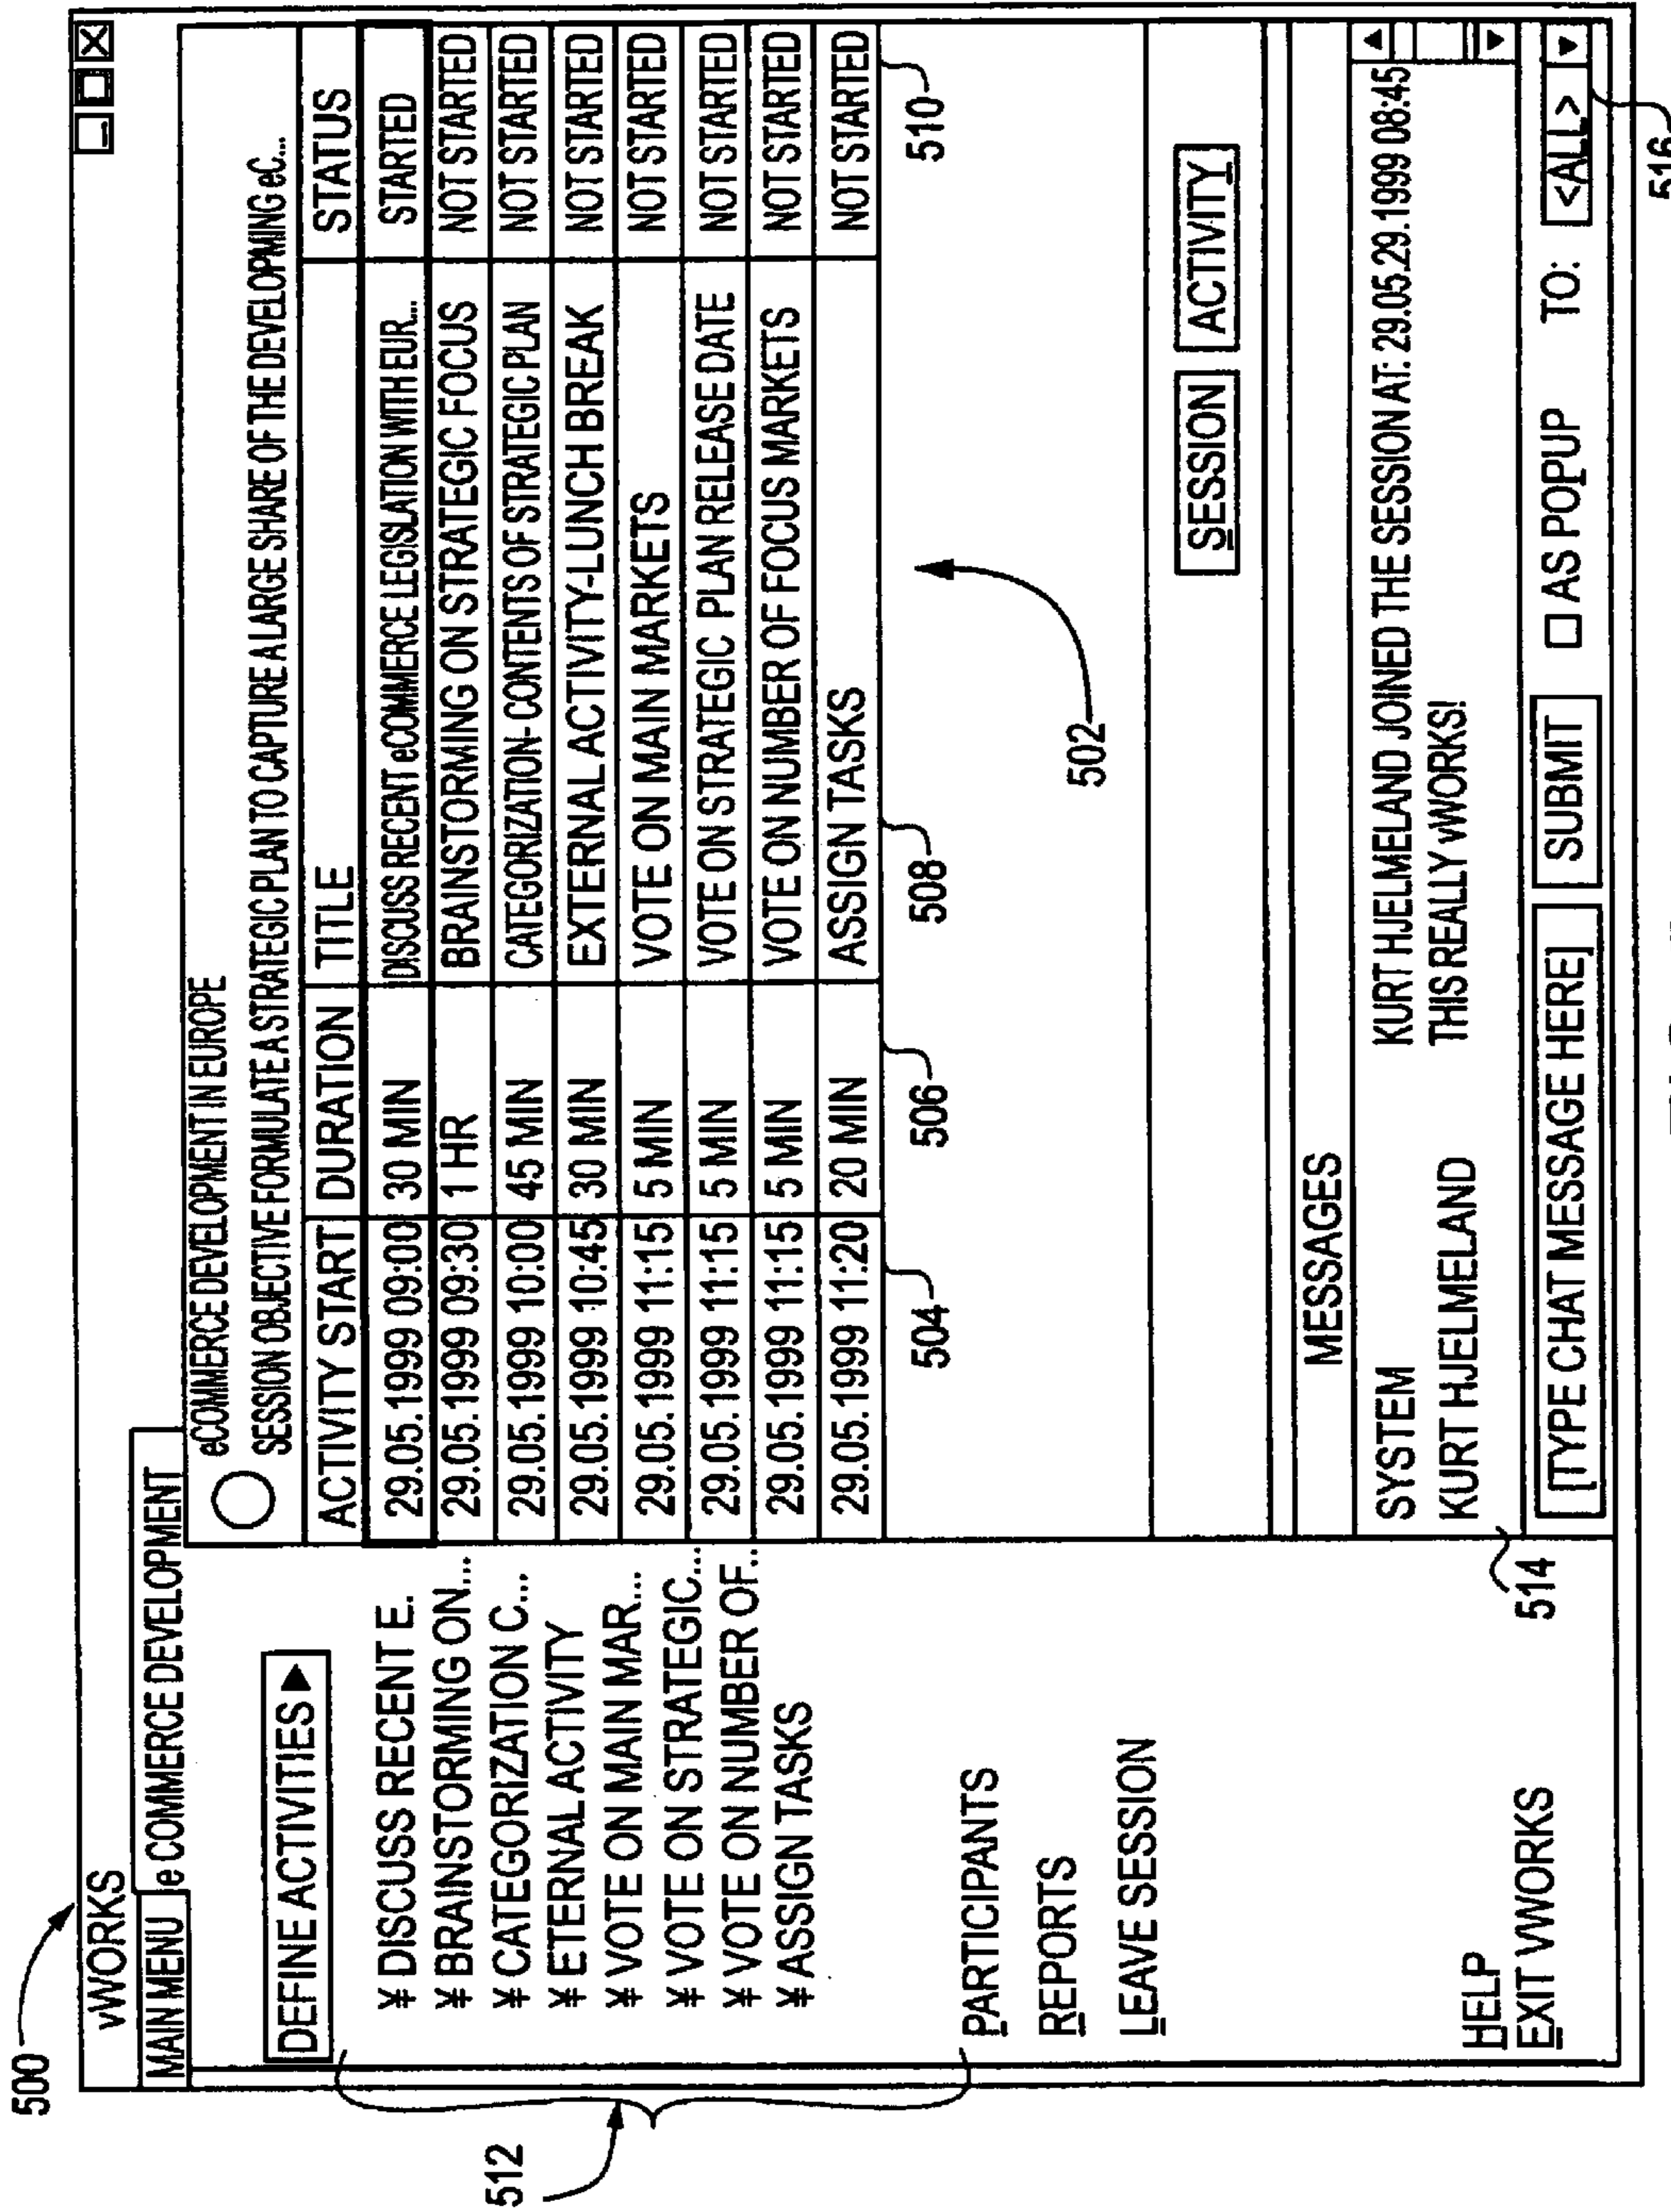 500
vWORKS
MAIN MENU e COMMERCE DEVELOPMENT
DEFINE ACTIVITIES ▶
¥ DISCUSS RECENT E.
¥ BRAINSTORMING ON...
¥ CATEGORIZATION C...
¥ ETERNAL ACTIVITY
¥ VOTE ON MAIN MAR...
¥ VOTE ON STRATEGIC...
¥ VOTE ON NUMBER OF..
¥ ASSIGN TASKS
512
PARTICIPANTS
REPORTS
LEAVE SESSION
HELP
EXIT VWORKS
eCOMMERCE DEVELOPMENT IN EUROPE
SESSION OBJECTIVE FORMULATE A STRATEGIC PLAN TO CAPTURE A LARGE SHARE OF THE DEVELOPMING eC...
ACTIVITY START DURATION TITLE STATUS
29.05.1999 09:00 30 MIN DISCUSS RECENT eCOMMERCE LEGISLATION WITH EUR... STARTED
29.05.1999 09:30 1 HR BRAINSTORMING ON STRATEGIC FOCUS NOT STARTED
29.05.1999 10:00 45 MIN CATEGORIZATION- CONTENTS OF STRATEGIC PLAN NOT STARTED
29.05.1999 10:45 30 MIN EXTERNAL ACTIVITY-LUNCH BREAK NOT STARTED
29.05.1999 11:15 5 MIN VOTE ON MAIN MARKETS NOT STARTED
29.05.1999 11:15 5 MIN VOTE ON STRATEGIC PLAN RELEASE DATE NOT STARTED
29.05.1999 11:15 5 MIN VOTE ON NUMBER OF FOCUS MARKETS NOT STARTED
29.05.1999 11:20 20 MIN ASSIGN TASKS NOT STARTED
504 506 508 510
502
SESSION ACTIVITY
MESSAGES
SYSTEM KURT HJELMELAND JOINED THE SESSION AT: 29.05.29.1999 08:45
KURT HJELMELAND THIS REALLY vWORKS!
514
[TYPE CHAT MESSAGE HERE] SUBMIT AS POPUP TO: <ALL>
516